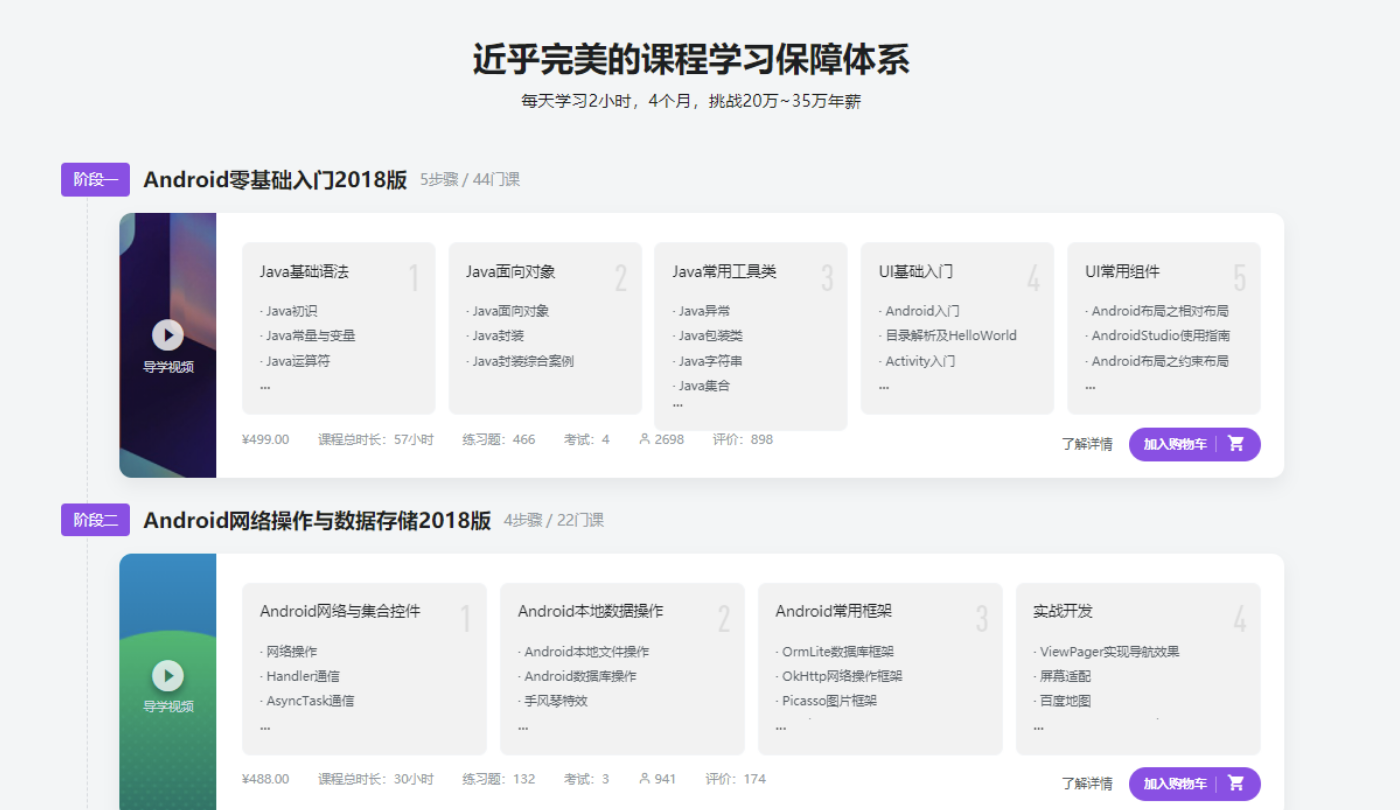 近乎完美的课程学习保障体系
每天学习2小时，4个月，挑战20万~35万年薪
阶段一 Android零基础入门2018版 5步骤 / 44门课
导学视频
Java基础语法 1
· Java初识
· Java常量与变量
· Java运算符
...
Java面向对象 2
· Java面向对象
· Java封装
· Java封装综合案例
Java常用工具类 3
· Java异常
· Java包装类
· Java字符串
· Java集合
...
UI基础入门 4
· Android入门
· 目录解析及HelloWorld
· Activity入门
...
UI常用组件 5
· Android布局之相对布局
· AndroidStudio使用指南
· Android布局之约束布局
...
¥499.00 课程总时长：57小时 练习题：466 考试：4 2698 评价：898
了解详情 加入购物车
阶段二 Android网络操作与数据存储2018版 4步骤 / 22门课
导学视频
Android网络与集合控件 1
· 网络操作
· Handler通信
· AsyncTask通信
...
Android本地数据操作 2
· Android本地文件操作
· Android数据库操作
· 手风琴特效
...
Android常用框架 3
· OrmLite数据库框架
· OkHttp网络操作框架
· Picasso图片框架
...
实战开发 4
· ViewPager实现导航效果
· 屏幕适配
· 百度地图
...
¥488.00 课程总时长：30小时 练习题：132 考试：3 941 评价：174
了解详情 加入购物车